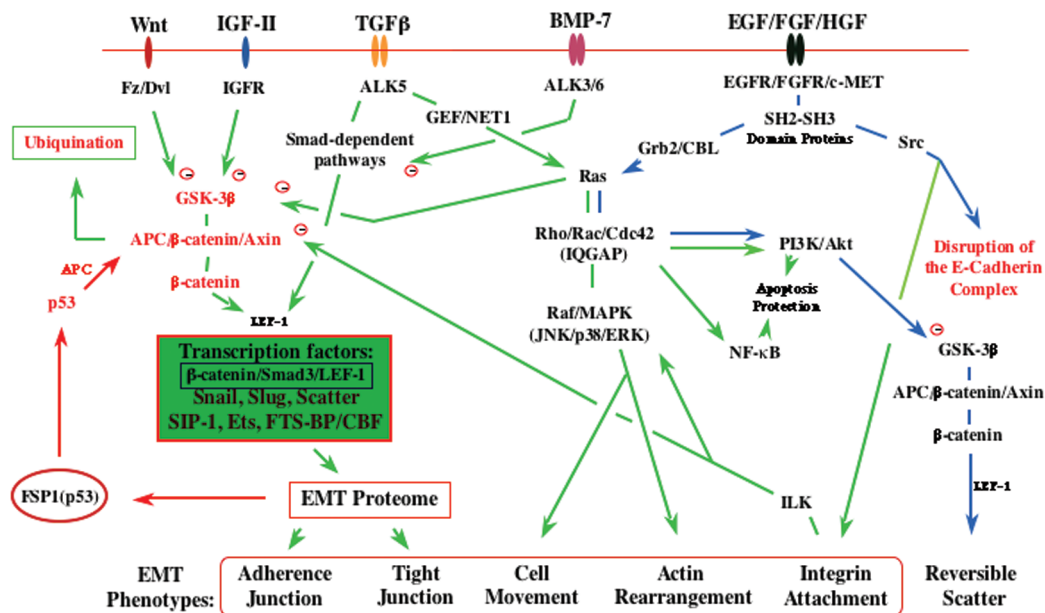 Wnt
IGF-II
TGFβ
BMP-7
EGF/FGF/HGF
Fz/Dvl
IGFR
ALK5
ALK3/6
EGFR/FGFR/c-MET
GEF/NET1
SH2-SH3
Domain Proteins
Ubiquination
Smad-dependent
pathways
Grb2/CBL
Src
GSK-3β
Ras
APC/β-catenin/Axin
Rho/Rac/Cdc42
(IQGAP)
PI3K/Akt
Disruption of
the E-Cadherin
Complex
APC
β-catenin
p53
Apoptosis
Protection
LEF-1
Raf/MAPK
(JNK/p38/ERK)
NF-κB
GSK-3β
Transcription factors:
β-catenin/Smad3/LEF-1
Snail, Slug, Scatter
SIP-1, Ets, FTS-BP/CBF
APC/β-catenin/Axin
β-catenin
FSP1(p53)
EMT Proteome
ILK
LEF-1
EMT
Phenotypes:
Adherence
Junction
Tight
Junction
Cell
Movement
Actin
Rearrangement
Integrin
Attachment
Reversible
Scatter